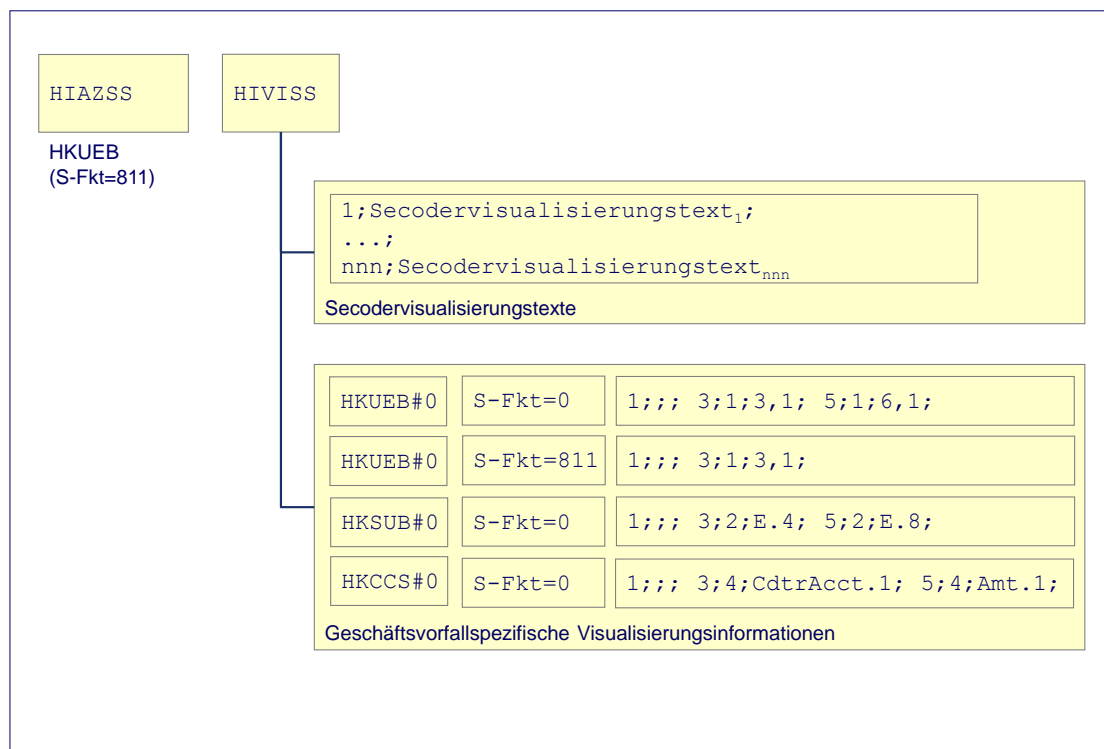 HIAZSS
HIVISS
HKUEB
(S-Fkt=811)
1;Secodervisualisierungstext1;
...;
nnn;Secodervisualisierungstextnnn
Secodervisualisierungstexte
HKUEB#0 S-Fkt=0 1;;; 3;1;3,1; 5;1;6,1;
HKUEB#0 S-Fkt=811 1;;; 3;1;3,1;
HKSUB#0 S-Fkt=0 1;;; 3;2;E.4; 5;2;E.8;
HKCCS#0 S-Fkt=0 1;;; 3;4;CdtrAcct.1; 5;4;Amt.1;
Geschäftsvorfallspezifische Visualisierungsinformationen